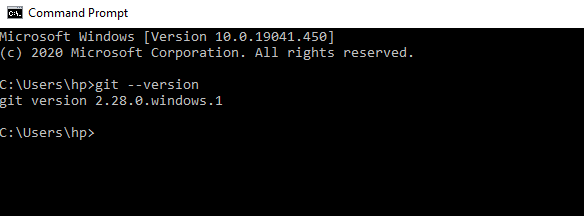 Command Prompt
Microsoft Windows [Version 10.0.19041.450]
(c) 2020 Microsoft Corporation. All rights reserved.
C:\Users\hp>git --version
git version 2.28.0.windows.1
C:\Users\hp>